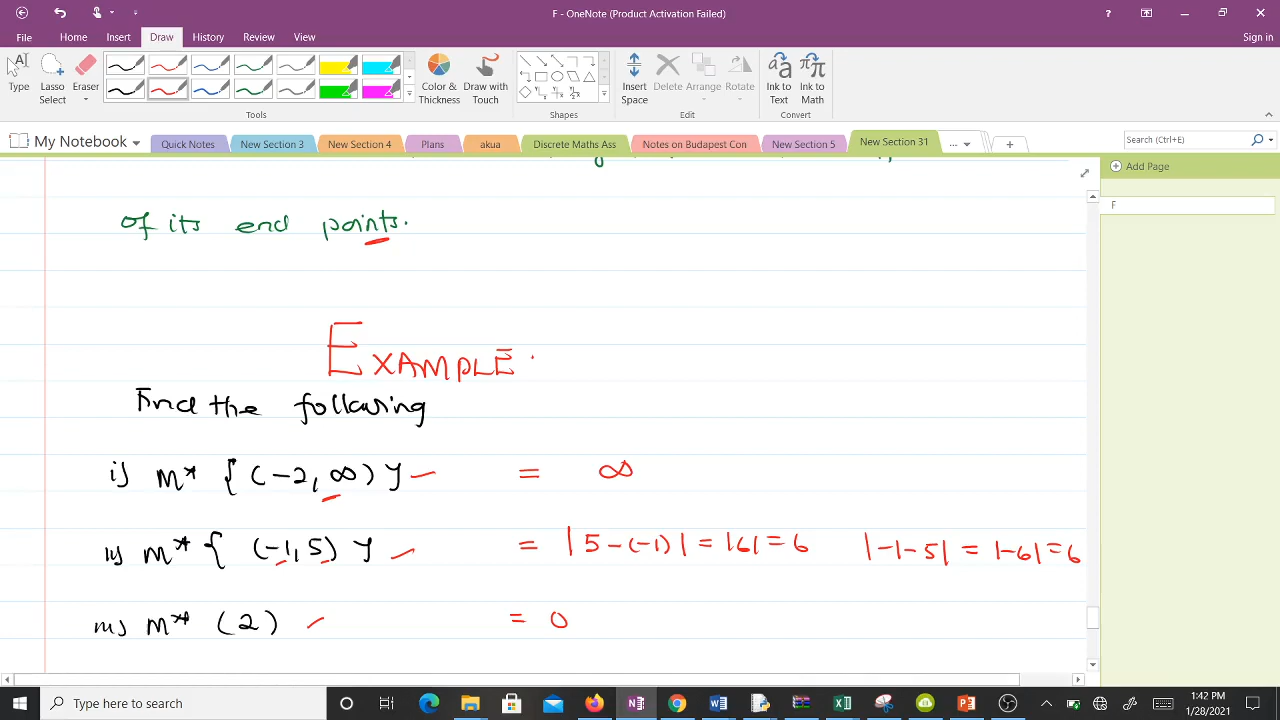 F - OneNote (Product Activation Failed)
File Home Insert Draw History Review View Sign in
Type Lasso Select Eraser Color & Thickness Draw with Touch Insert Space Delete Arrange Rotate Ink to Text Ink to Math
Tools Shapes Edit Convert
My Notebook Quick Notes New Section 3 New Section 4 Plans akua Discrete Maths Ass Notes on Budapest Con New Section 5 New Section 31 ... Search (Ctrl+E)
Add Page
F
of its end points.
EXAMPLE.
Find the following
i) m* {(-2, ∞)} = ∞
ii) m* {(-1, 5)} = |5-(-1)| = |6| = 6 |-1-5| = |-6| = 6
iii) m* (2) = 0
Type here to search
1:42 PM
1/28/2021